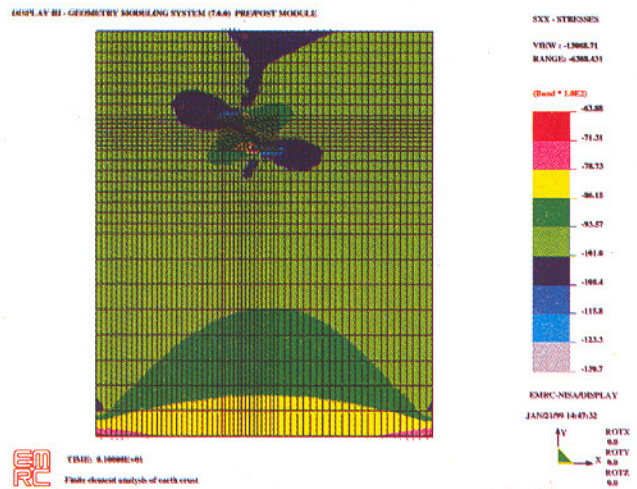 DISPLAY III - GEOMETRY MODELING SYSTEM (7.0.0) PRE/POST MODULE
SXX - STRESSES
VIEW : -13068.71
RANGE: -6388.431
(Band * 1.0E2)
-63.88
-71.31
-78.73
-86.15
-93.57
-101.0
-108.4
-115.8
-123.3
-130.7
EMRC-NISA/DISPLAY
JAN/21/99 14:47:32
Y
X
ROTX
0.0
ROTY
0.0
ROTZ
0.0
EMRC
TIME: 0.10000E+01
Finite element analysis of earth crust